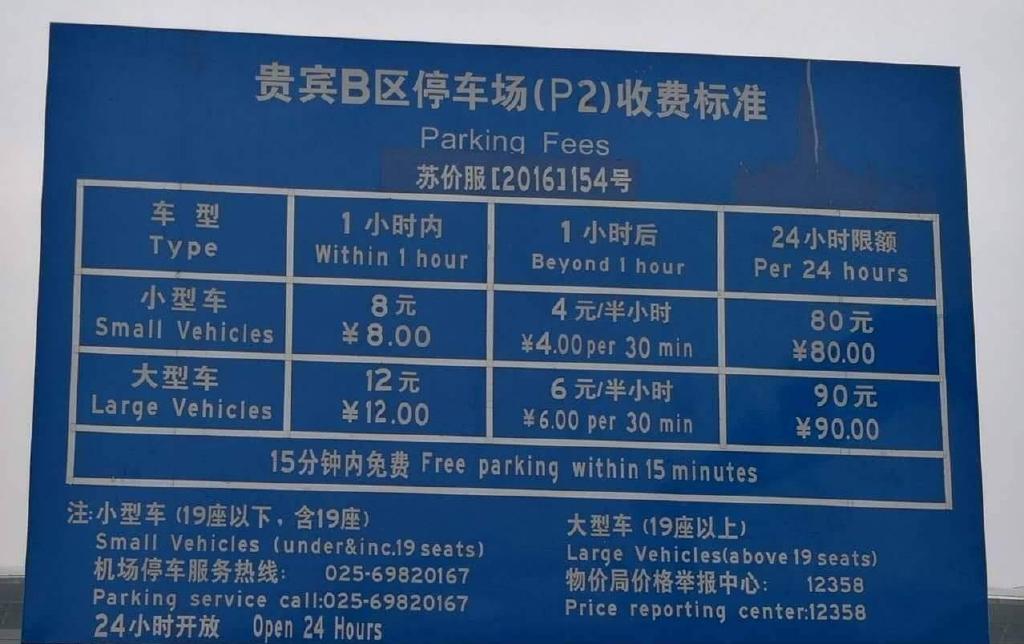 贵宾B区停车场(P2)收费标准
Parking Fees
苏价服[2016]154号
车 型 1 小时内 1 小时后 24小时限额
Type Within 1 hour Beyond 1 hour Per 24 hours
小型车 8 元 4 元/半小时 80元
Small Vehicles ¥8.00 ¥4.00 per 30 min ¥80.00
大型车 12 元 6 元/半小时 90元
Large Vehicles ¥12.00 ¥6.00 per 30 min ¥90.00
15分钟内免费 Free parking within 15 minutes
注:小型车 (19座以下，含19座) 大型车 (19座以上)
Small Vehicles (under&inc.19 seats) Large Vehicles(above 19 seats)
机场停车服务热线: 025-69820167 物价局价格举报中心: 12358
Parking service call:025-69820167 Price reporting center:12358
24小时开放 Open 24 Hours